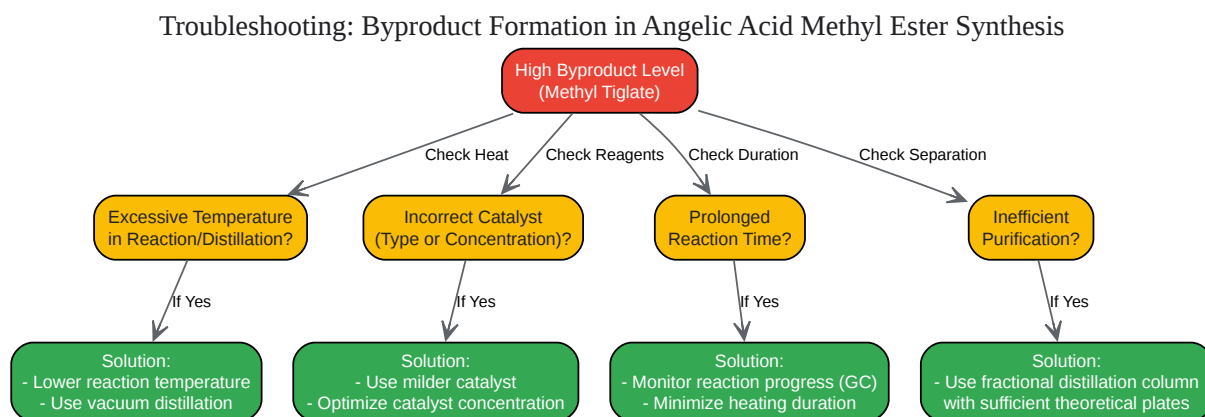 Troubleshooting: Byproduct Formation in Angelic Acid Methyl Ester Synthesis
High Byproduct Level
(Methyl Tiglate)
Check Heat
Check Reagents
Check Duration
Check Separation
Excessive Temperature
in Reaction/Distillation?
Incorrect Catalyst
(Type or Concentration)?
Prolonged
Reaction Time?
Inefficient
Purification?
If Yes
If Yes
If Yes
If Yes
Solution:
- Lower reaction temperature
- Use vacuum distillation
Solution:
- Use milder catalyst
- Optimize catalyst concentration
Solution:
- Monitor reaction progress (GC)
- Minimize heating duration
Solution:
- Use fractional distillation column
with sufficient theoretical plates